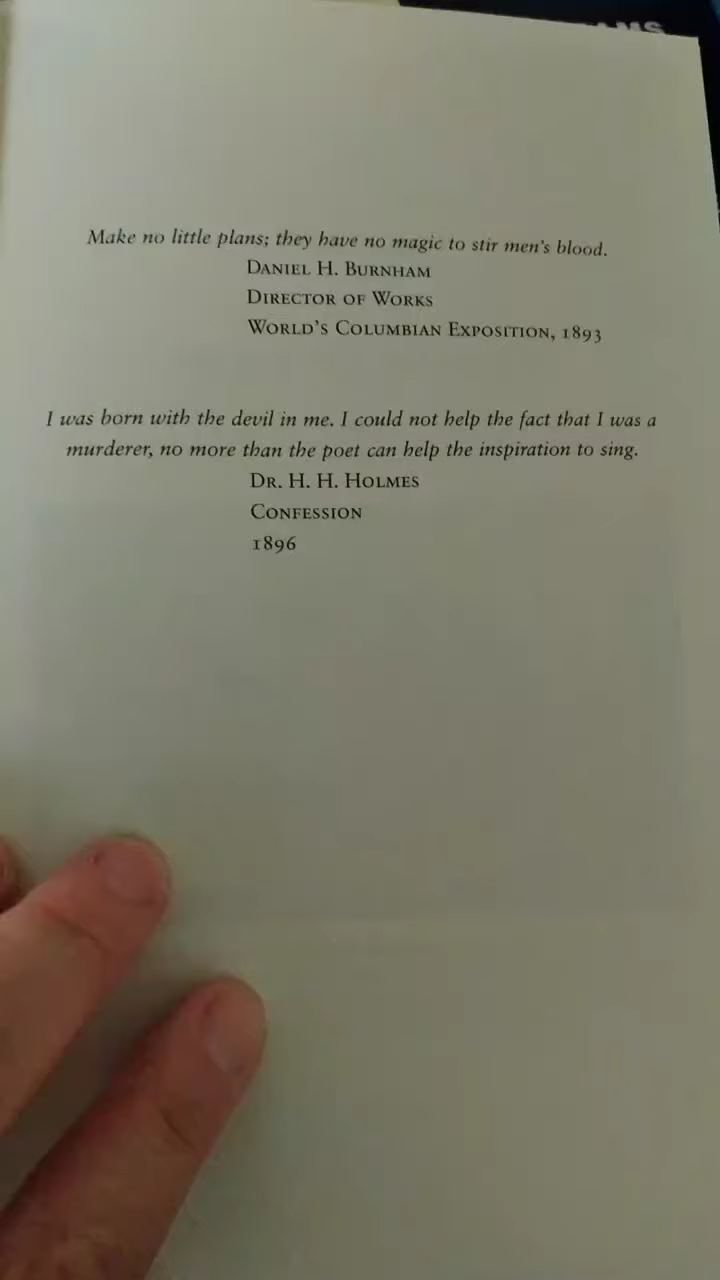 AMS
Make no little plans; they have no magic to stir men's blood.
Daniel H. Burnham
Director of Works
World's Columbian Exposition, 1893
I was born with the devil in me. I could not help the fact that I was a
murderer, no more than the poet can help the inspiration to sing.
Dr. H. H. Holmes
Confession
1896